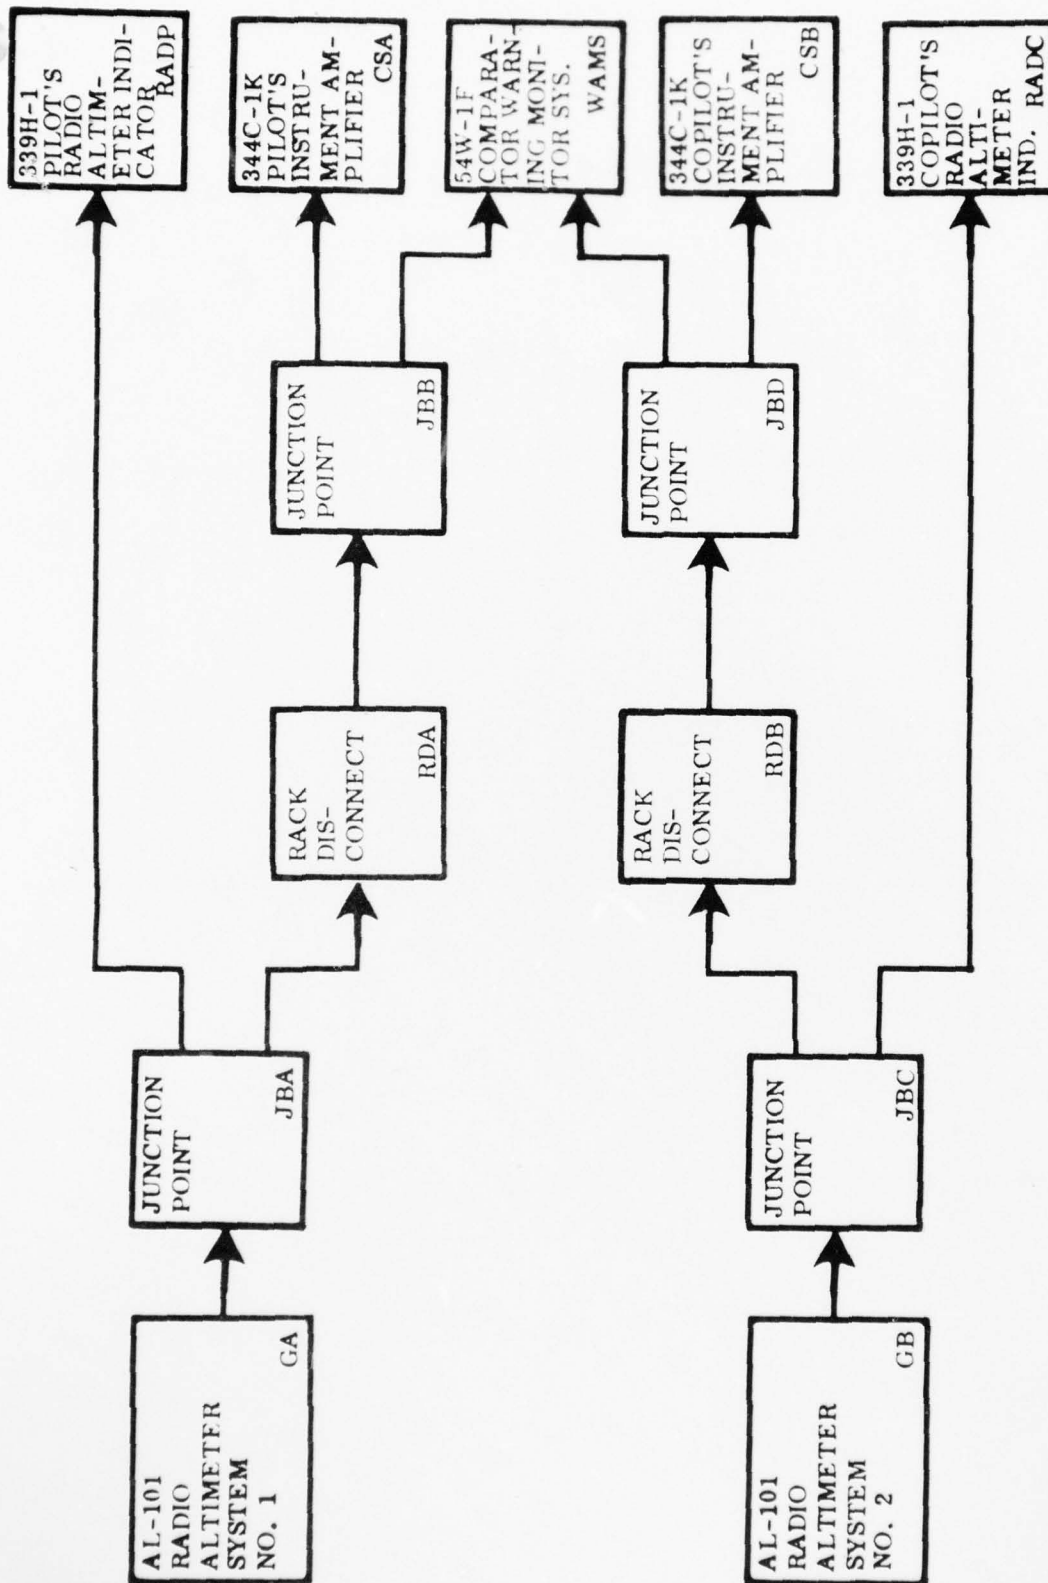 AL-101
RADIO
ALTIMETER
SYSTEM
NO. 1
GA
JUNCTION
POINT
JBA
RACK
DIS-
CONNECT
RDA
JUNCTION
POINT
JBB
339H-1
PILOT'S
RADIO
ALTIM-
ETER INDI-
CATOR
RADP
344C-1K
PILOT'S
INSTRU-
MENT AM-
PLIFIER
CSA
54W-1F
COMPARA-
TOR WARN-
ING MONI-
TOR SYS.
WAMS
AL-101
RADIO
ALTIMETER
SYSTEM
NO. 2
GB
JUNCTION
POINT
JBC
RACK
DIS-
CONNECT
RDB
JUNCTION
POINT
JBD
344C-1K
COPILOT'S
INSTRU-
MENT AM-
PLIFIER
CSB
339H-1
COPILOT'S
RADIO
ALTI-
METER
IND. RADC